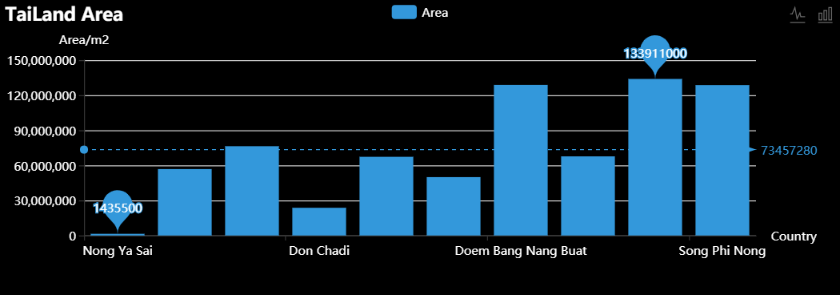 TaiLand Area
Area
Area/m2
150,000,000
120,000,000
90,000,000
60,000,000
30,000,000
0
1435500
133911000
73457280
Nong Ya Sai
Don Chadi
Doem Bang Nang Buat
Song Phi Nong
Country